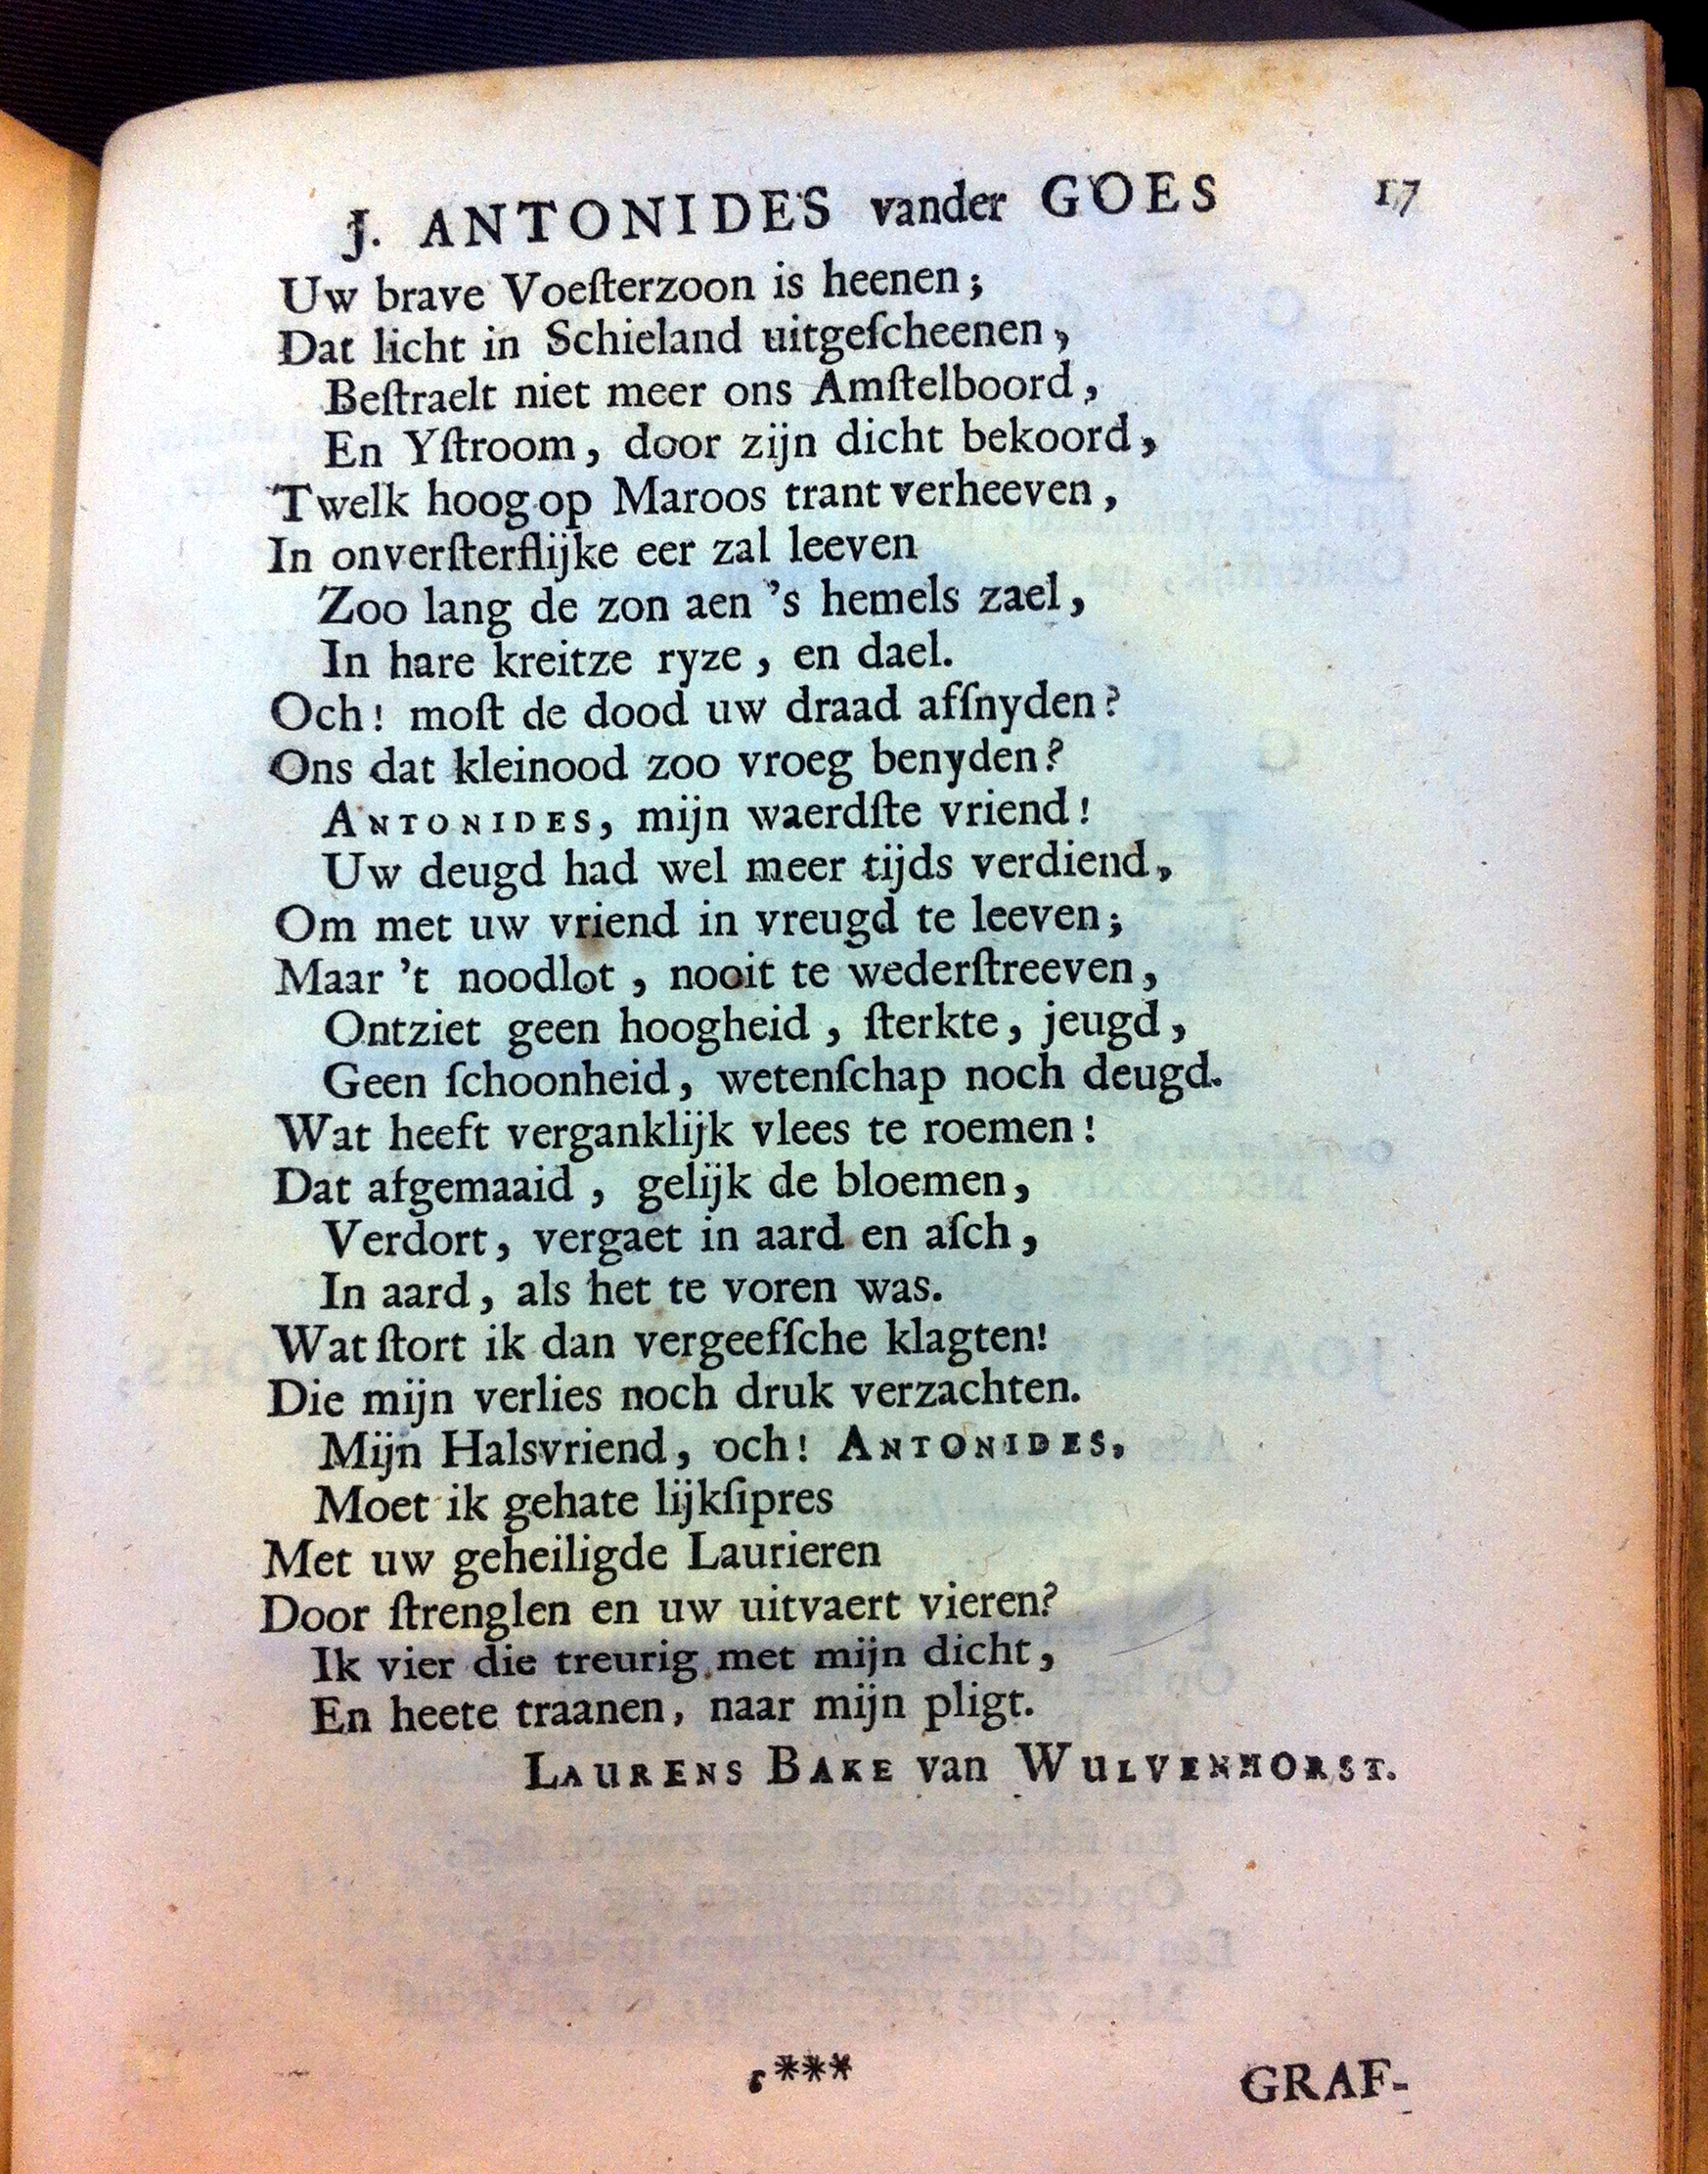 J. ANTONIDES vander GOES 17
Uw brave Voeſterzoon is heenen;
Dat licht in Schieland uitgeſcheenen,
Beſtraelt niet meer ons Amſtelboord,
En Yſtroom, door zijn dicht bekoord,
'Twelk hoog op Maroos trant verheeven,
In onverſterflijke eer zal leeven
Zoo lang de zon aen 's hemels zael,
In hare kreitze ryze, en dael.
Och! moſt de dood uw draad afſnyden?
Ons dat kleinood zoo vroeg benyden?
ANTONIDES, mijn waerdſte vriend!
Uw deugd had wel meer tijds verdiend,
Om met uw vriend in vreugd te leeven;
Maar 't noodlot, nooit te wederſtreeven,
Ontziet geen hoogheid, ſterkte, jeugd,
Geen ſchoonheid, wetenſchap noch deugd.
Wat heeft verganklijk vlees te roemen!
Dat afgemaaid, gelijk de bloemen,
Verdort, vergaet in aard en aſch,
In aard, als het te voren was.
Wat ſtort ik dan vergeefſche klagten!
Die mijn verlies noch druk verzachten.
Mijn Halsvriend, och! ANTONIDES,
Moet ik gehate lijkſipres
Met uw geheiligde Laurieren
Door ſtrenglen en uw uitvaert vieren?
Ik vier die treurig met mijn dicht,
En heete traanen, naar mijn pligt.
LAURENS BAKE van WULVENHORST.
*** GRAF-